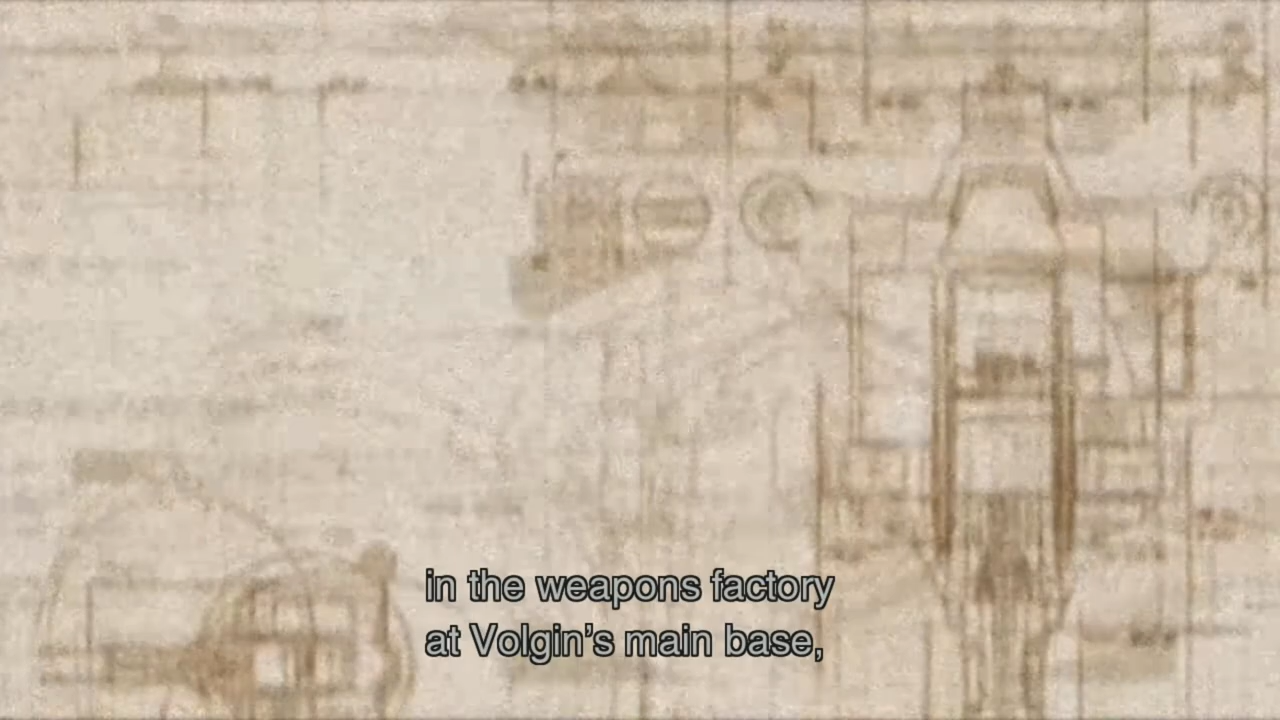 in the weapons factory
at Volgin's main base,